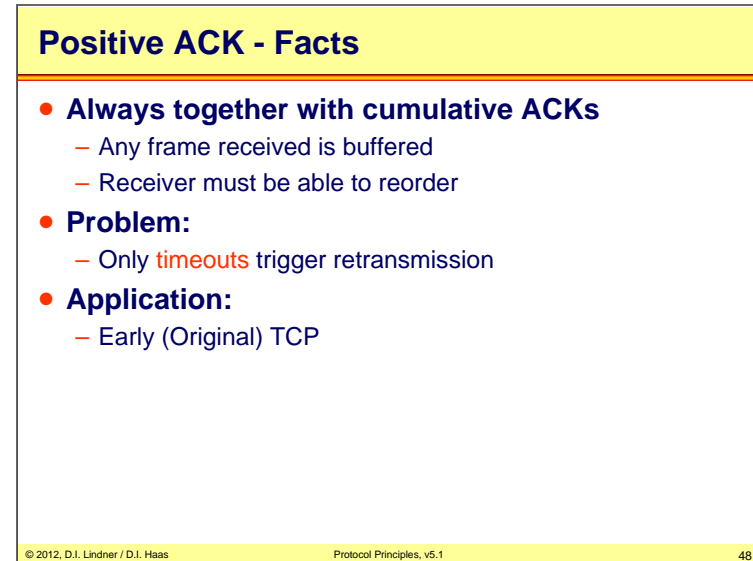 Positive ACK - Facts
• Always together with cumulative ACKs
– Any frame received is buffered
– Receiver must be able to reorder
• Problem:
– Only timeouts trigger retransmission
• Application:
– Early (Original) TCP
© 2012, D.I. Lindner / D.I. Haas
Protocol Principles, v5.1
48